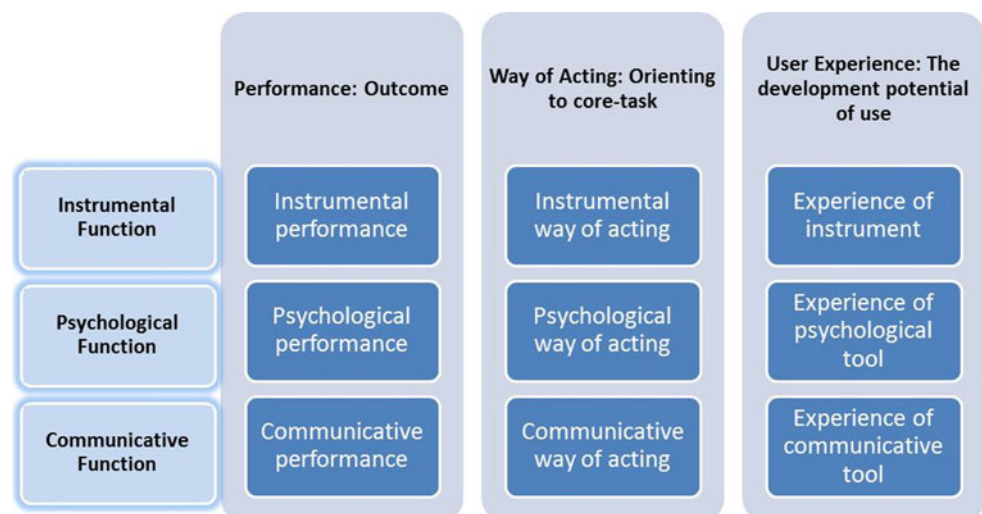 Performance: Outcome
Way of Acting: Orienting
to core-task
User Experience: The
development potential
of use
Instrumental
Function
Instrumental
performance
Instrumental
way of acting
Experience of
instrument
Psychological
Function
Psychological
performance
Psychological
way of acting
Experience of
psychological
tool
Communicative
Function
Communicative
performance
Communicative
way of acting
Experience of
communicative
tool